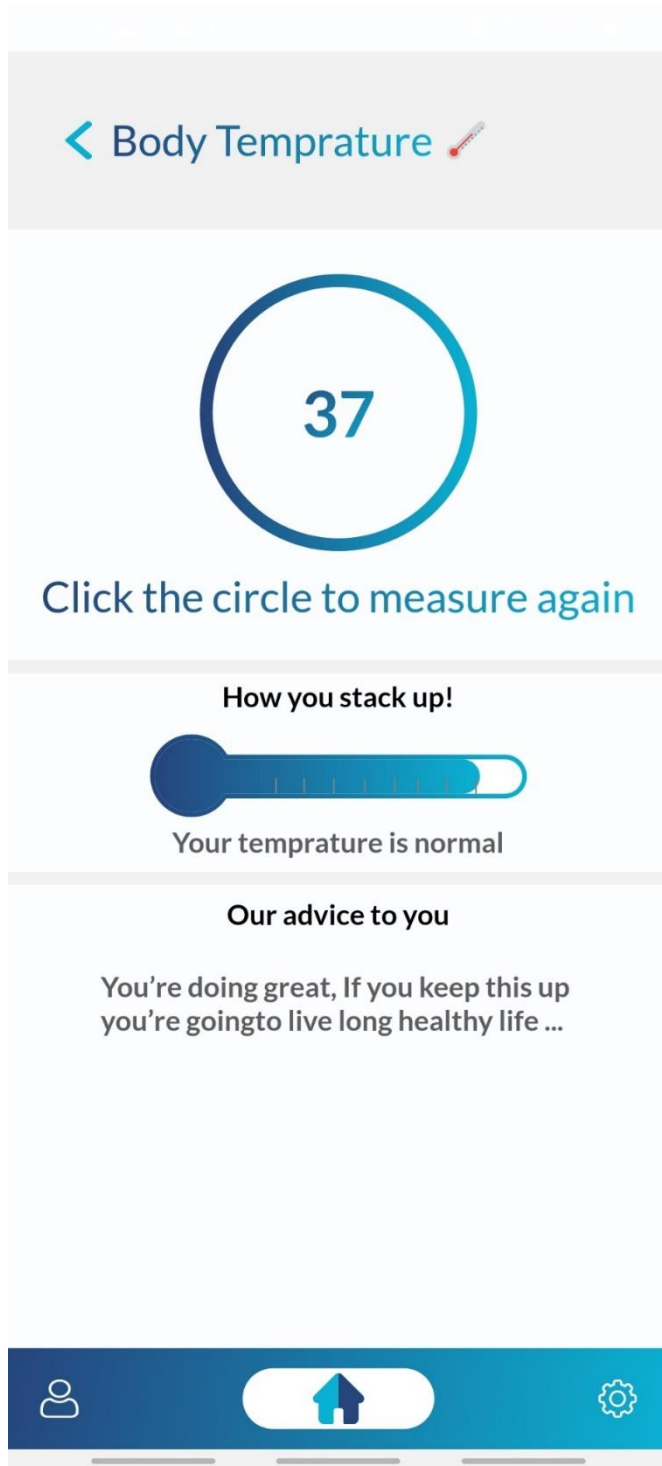 Body Temprature
37
Click the circle to measure again
How you stack up!
Your temprature is normal
Our advice to you
You're doing great, If you keep this up
you're goingto live long healthy life ...